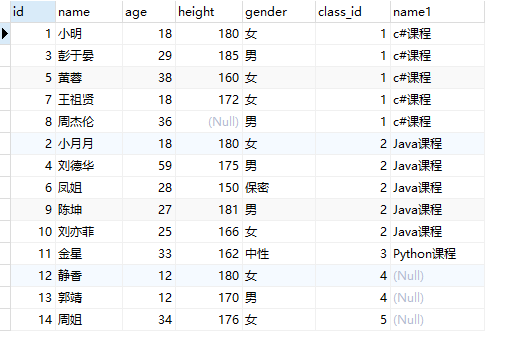 id name age height gender class_id name1
1 小明 18 180 女 1 c#课程
3 彭于晏 29 185 男 1 c#课程
5 黄蓉 38 160 女 1 c#课程
7 王祖贤 18 172 女 1 c#课程
8 周杰伦 36 (Null) 男 1 c#课程
2 小月月 18 180 女 2 Java课程
4 刘德华 59 175 男 2 Java课程
6 凤姐 28 150 保密 2 Java课程
9 陈坤 27 181 男 2 Java课程
10 刘亦菲 25 166 女 2 Java课程
11 金星 33 162 中性 3 Python课程
12 静香 12 180 女 4 (Null)
13 郭靖 12 170 男 4 (Null)
14 周姐 34 176 女 5 (Null)